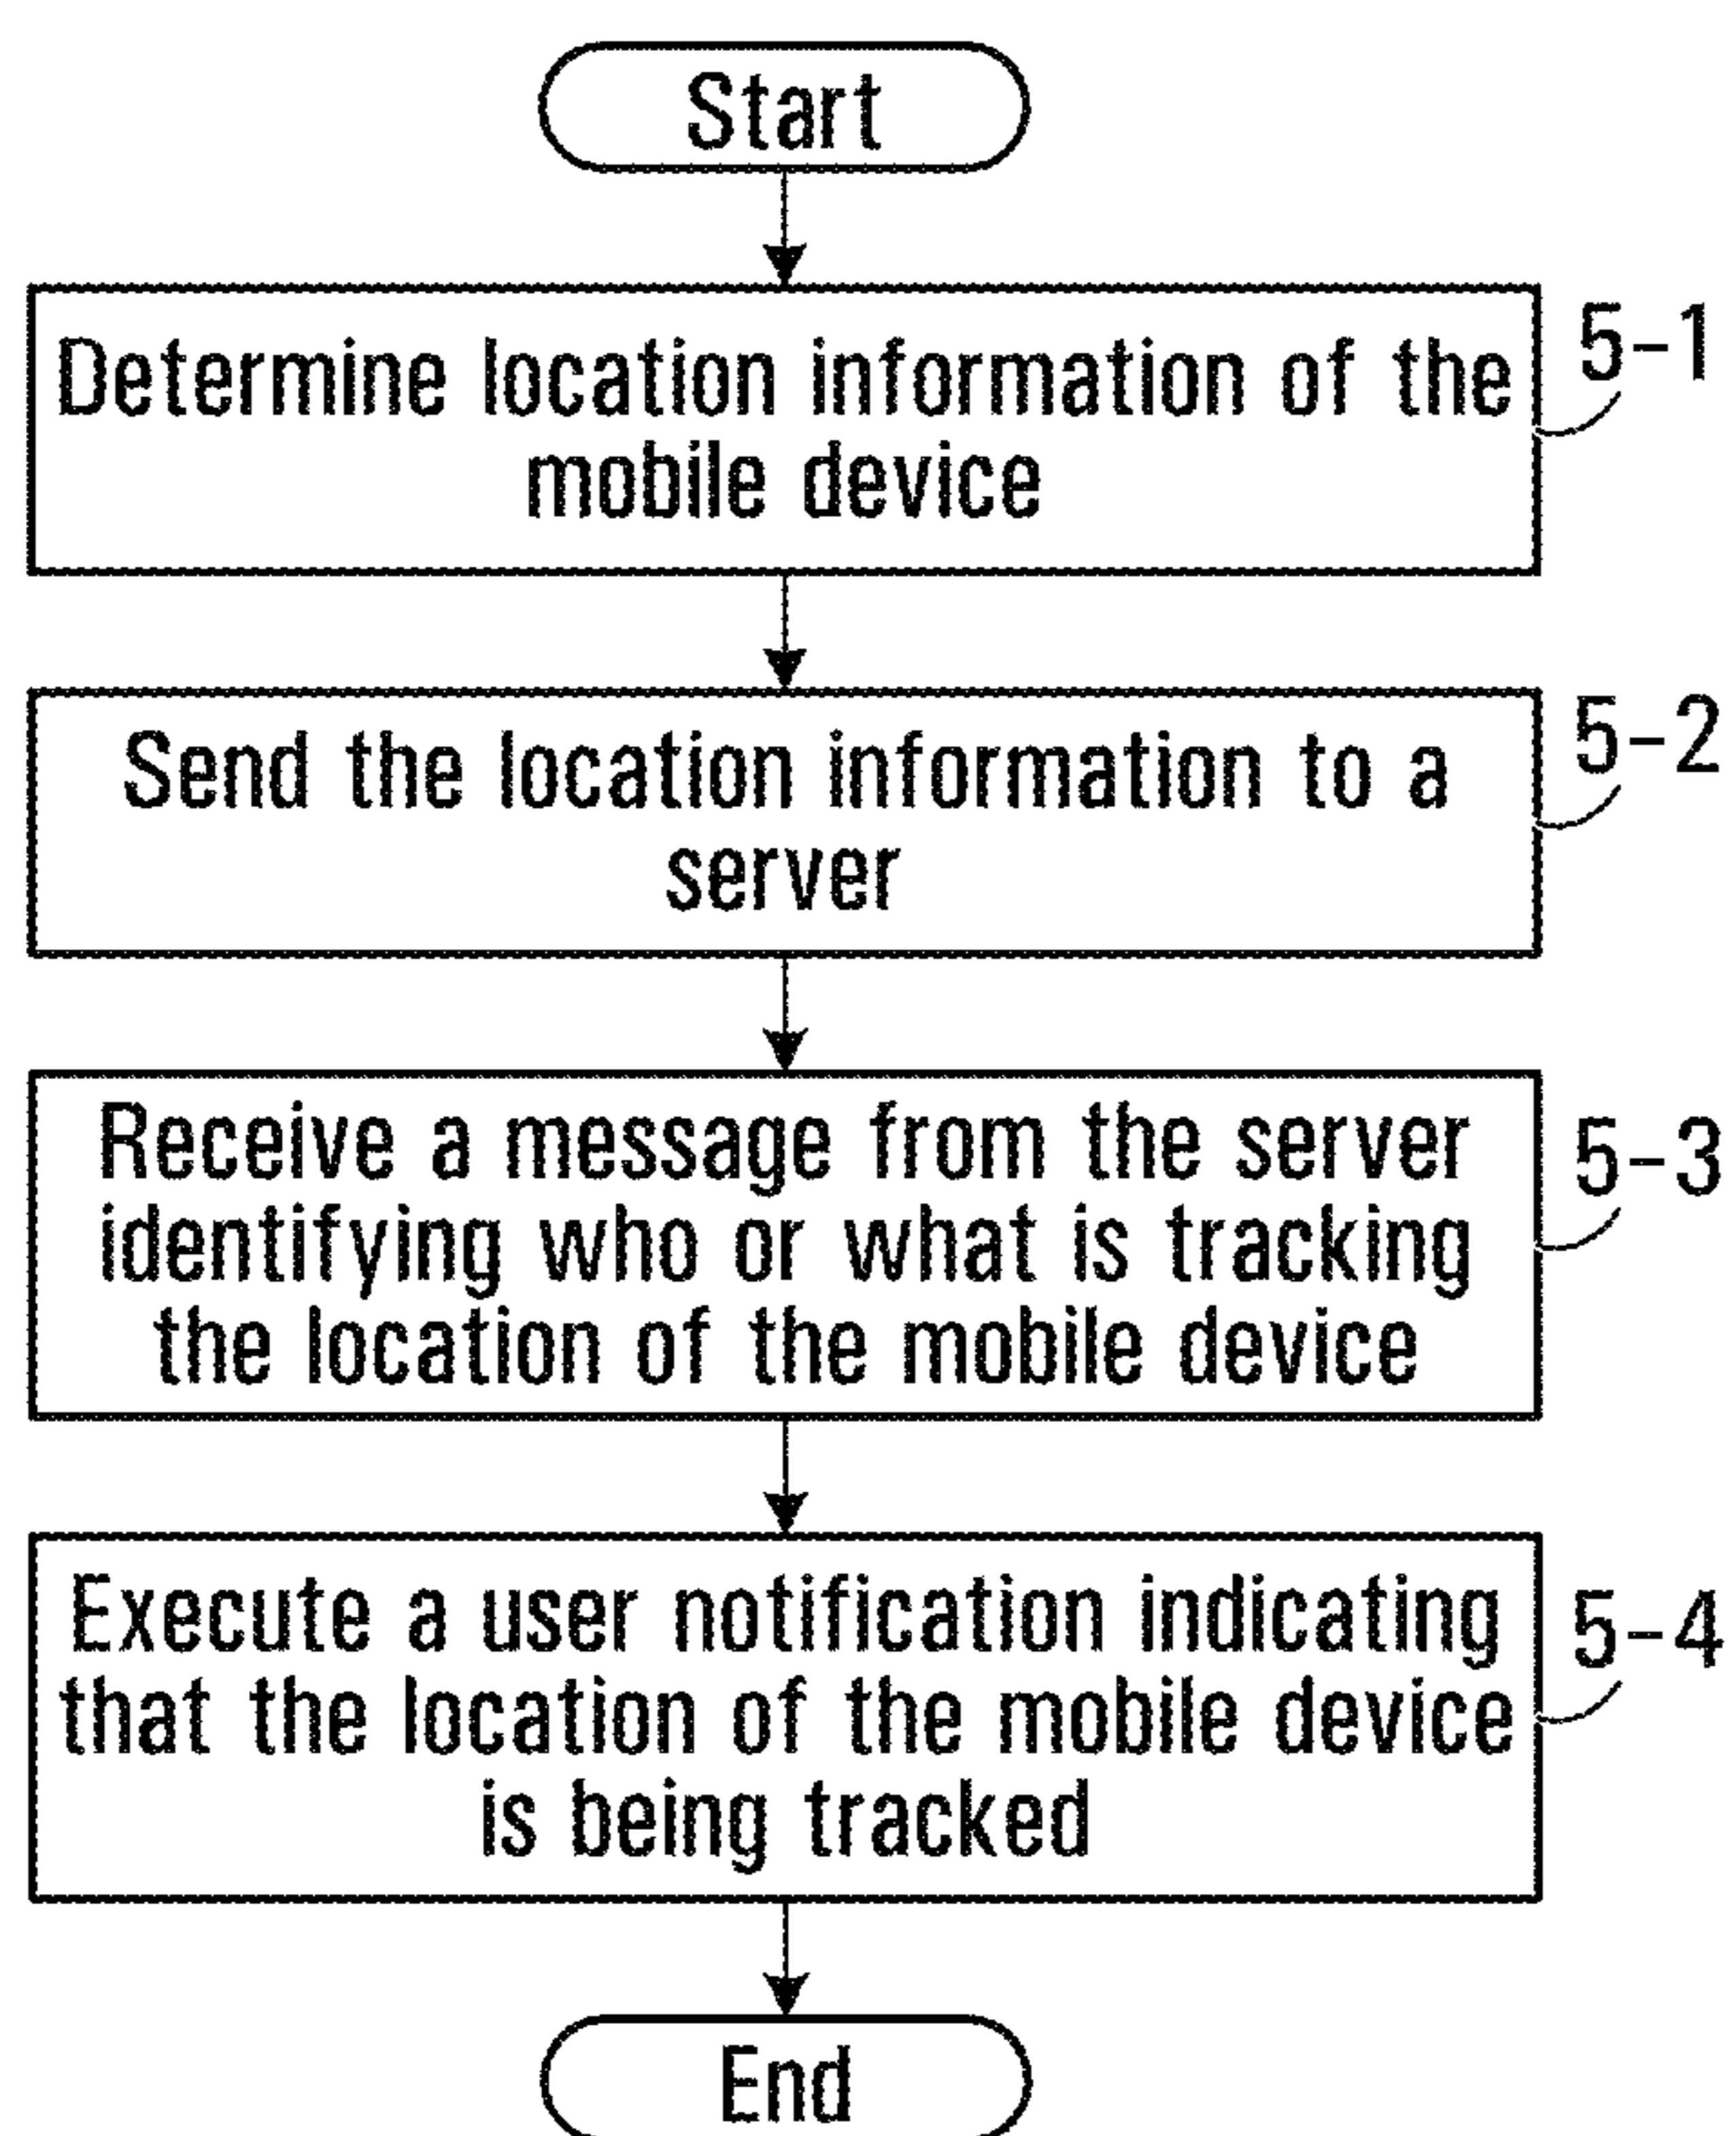 Start
Determine location information of the
mobile device
5-1
Send the location information to a
server
5-2
Receive a message from the server
identifying who or what is tracking
the location of the mobile device
5-3
Execute a user notification indicating
that the location of the mobile device
is being tracked
5-4
End